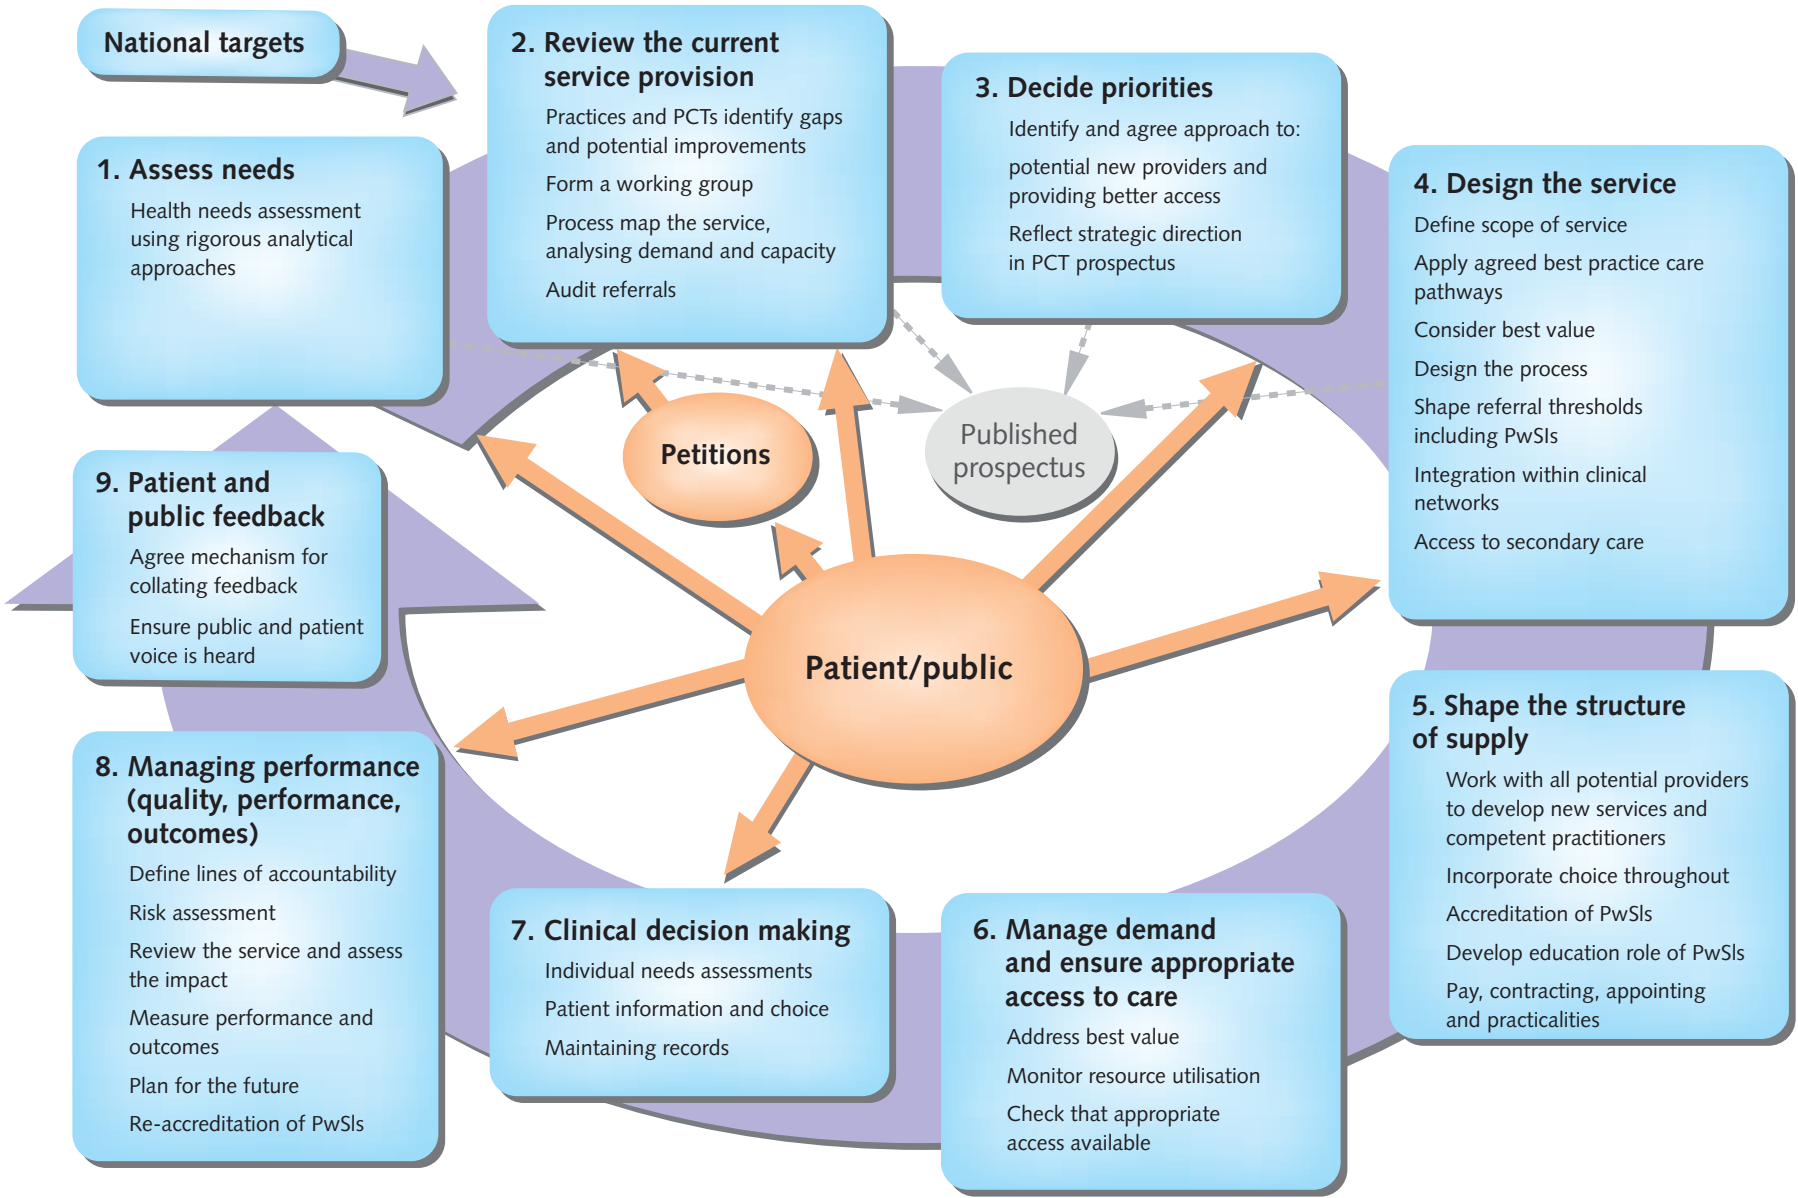 National targets
1. Assess needs
Health needs assessment
using rigorous analytical
approaches
2. Review the current
service provision
Practices and PCTs identify gaps
and potential improvements
Form a working group
Process map the service,
analysing demand and capacity
Audit referrals
3. Decide priorities
Identify and agree approach to:
potential new providers and
providing better access
Reflect strategic direction
in PCT prospectus
4. Design the service
Define scope of service
Apply agreed best practice care
pathways
Consider best value
Design the process
Shape referral thresholds
including PwSIs
Integration within clinical
networks
Access to secondary care
5. Shape the structure
of supply
Work with all potential providers
to develop new services and
competent practitioners
Incorporate choice throughout
Accreditation of PwSIs
Develop education role of PwSIs
Pay, contracting, appointing
and practicalities
6. Manage demand
and ensure appropriate
access to care
Address best value
Monitor resource utilisation
Check that appropriate
access available
7. Clinical decision making
Individual needs assessments
Patient information and choice
Maintaining records
8. Managing performance
(quality, performance,
outcomes)
Define lines of accountability
Risk assessment
Review the service and assess
the impact
Measure performance and
outcomes
Plan for the future
Re-accreditation of PwSIs
9. Patient and
public feedback
Agree mechanism for
collating feedback
Ensure public and patient
voice is heard
Petitions
Published
prospectus
Patient/public